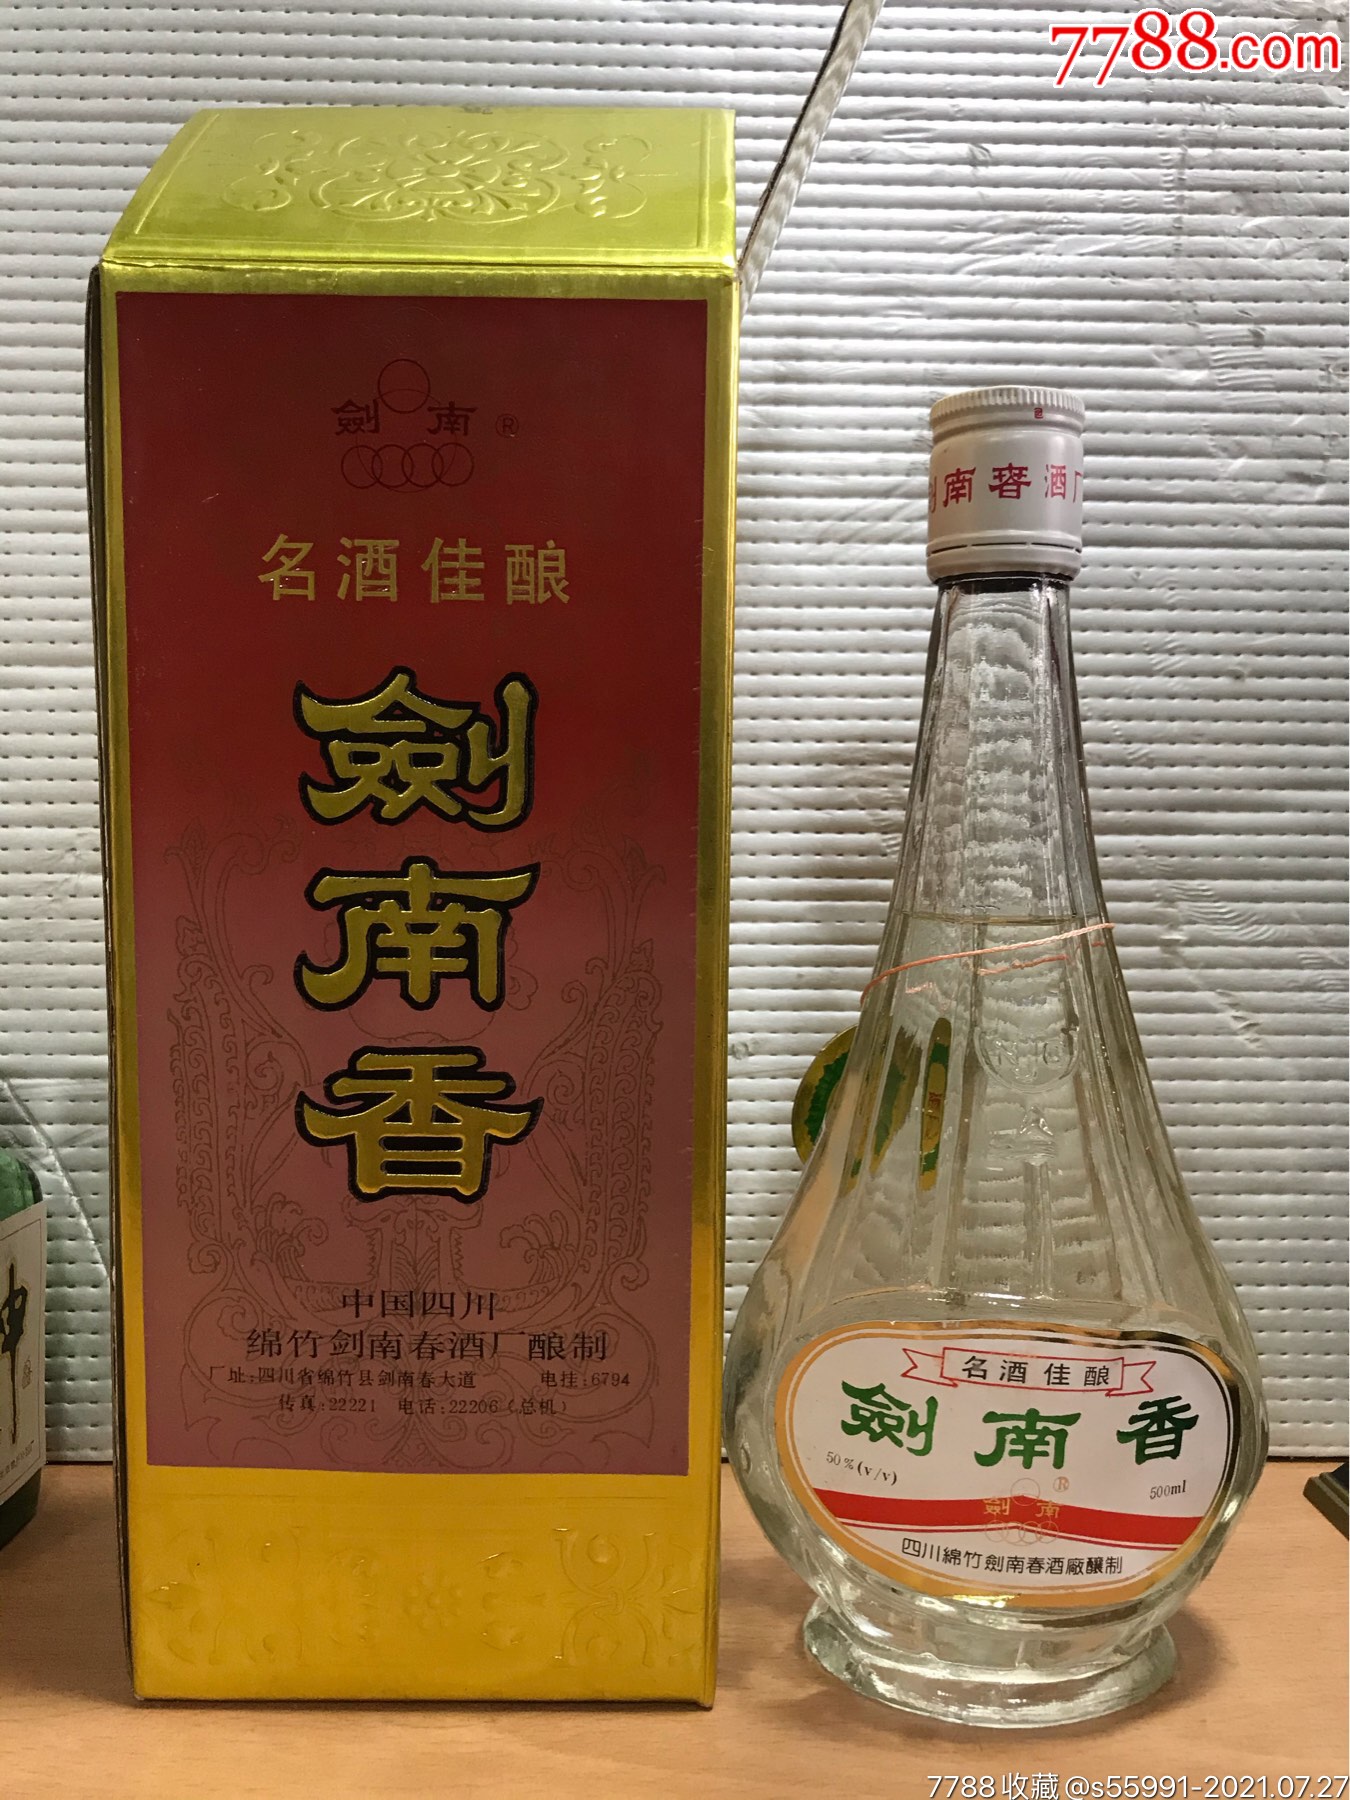 7788.com
劍 南 ®
名酒佳酿
劍
南
香
中国四川
绵竹剑南春酒厂酿制
厂址:四川省绵竹县剑南春大道 电挂:6794
传真:22221 电话:22206(总机)
南春酒厂
名酒佳酿
劍南香
50%(v/v)
500ml
劍 南 ®
四川綿竹劍南春酒廠釀制
7788收藏@s55991-2021.07.27